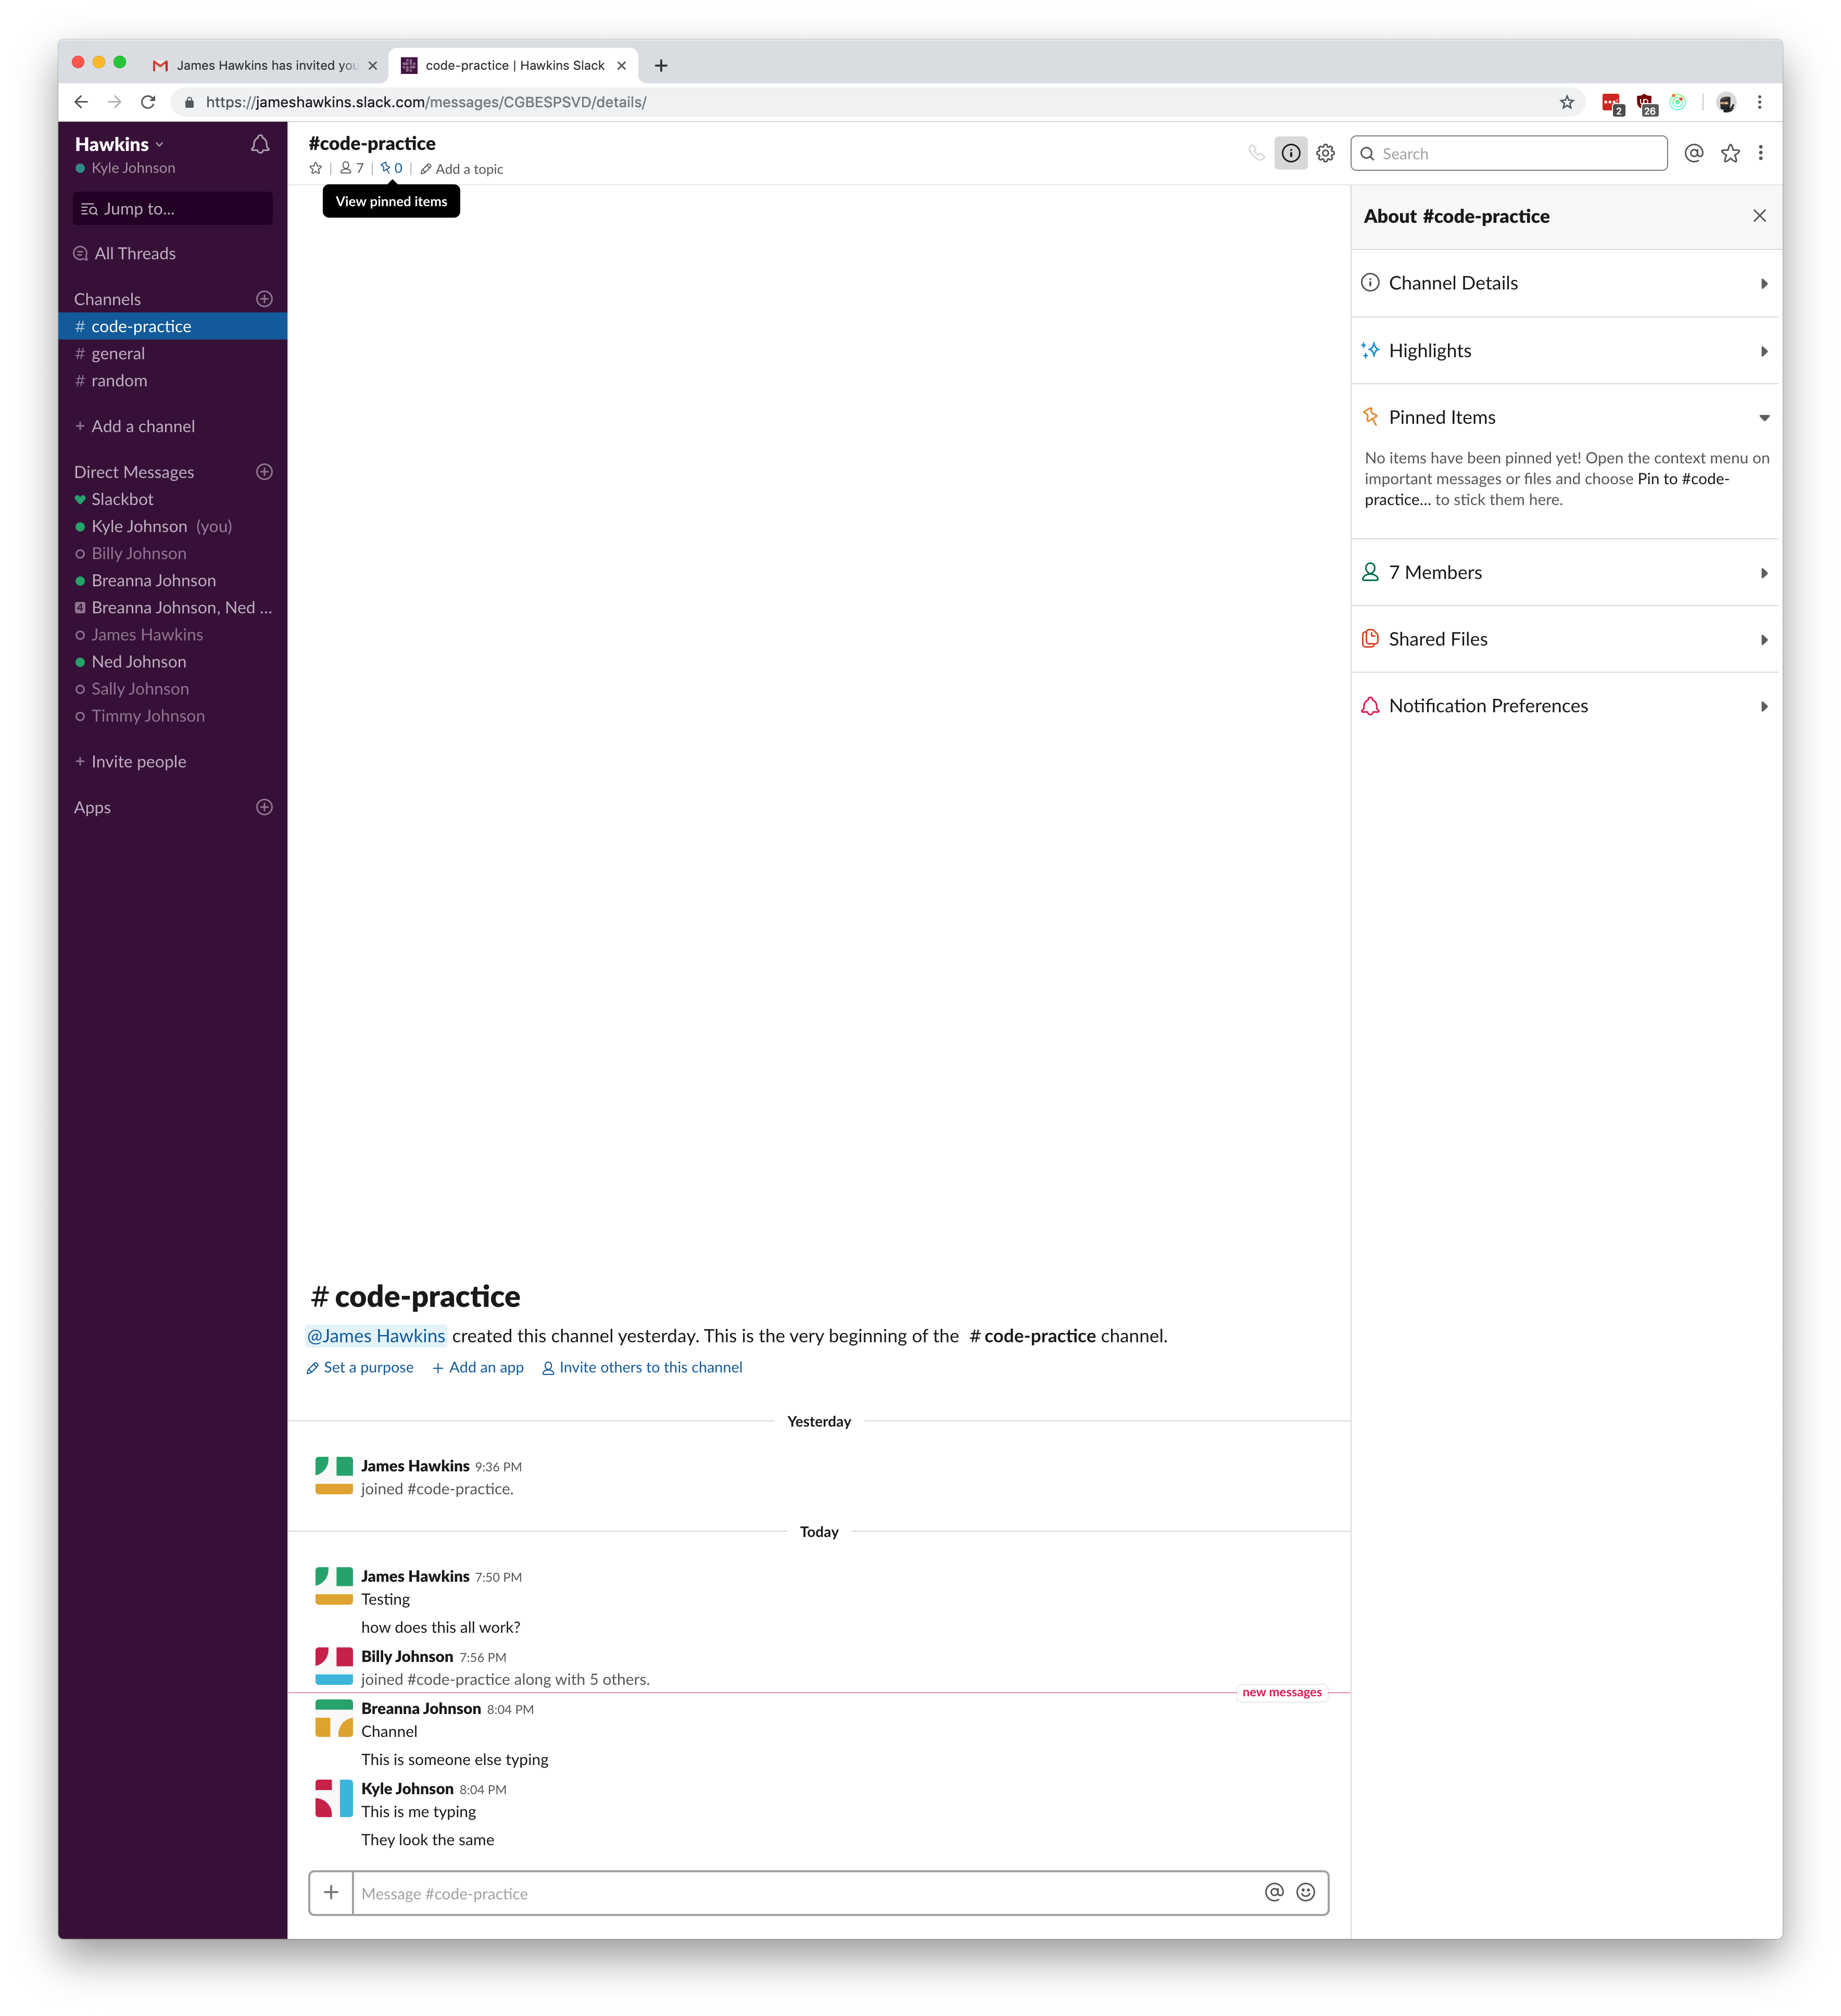 James Hawkins has invited you
code-practice | Hawkins Slack
https://jameshawkins.slack.com/messages/CGBESPSVD/details/
2
26
Hawkins
Kyle Johnson
Jump to...
All Threads
Channels
# code-practice
# general
# random
+ Add a channel
Direct Messages
Slackbot
Kyle Johnson (you)
Billy Johnson
Breanna Johnson
4 Breanna Johnson, Ned ...
James Hawkins
Ned Johnson
Sally Johnson
Timmy Johnson
+ Invite people
Apps
#code-practice
7 | 0 | Add a topic
View pinned items
Search
About #code-practice
Channel Details
Highlights
Pinned Items
No items have been pinned yet! Open the context menu on
important messages or files and choose Pin to #code-
practice... to stick them here.
7 Members
Shared Files
Notification Preferences
# code-practice
@James Hawkins created this channel yesterday. This is the very beginning of the # code-practice channel.
Set a purpose + Add an app Invite others to this channel
Yesterday
James Hawkins 9:36 PM
joined #code-practice.
Today
James Hawkins 7:50 PM
Testing
how does this all work?
Billy Johnson 7:56 PM
joined #code-practice along with 5 others.
new messages
Breanna Johnson 8:04 PM
Channel
This is someone else typing
Kyle Johnson 8:04 PM
This is me typing
They look the same
Message #code-practice